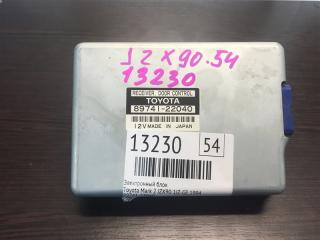 JZX90.54
13230
RECEIVER, DOOR CONTROL
TOYOTA
89741-22040
12V MADE IN JAPAN
13230 54
Электронный блок
Toyota Mark 2 JZX90 1JZ GE 1994